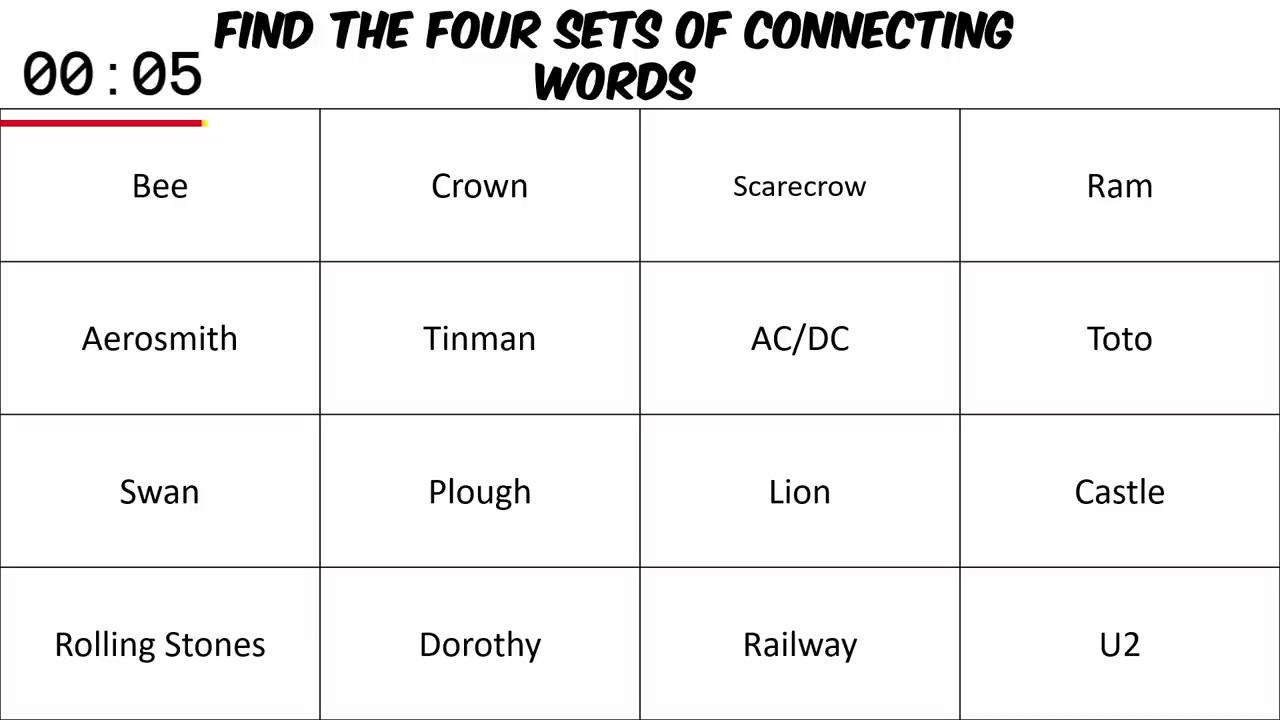 FIND THE FOUR SETS OF CONNECTING
WORDS
00:05
Bee
Crown
Scarecrow
Ram
Aerosmith
Tinman
AC/DC
Toto
Swan
Plough
Lion
Castle
Rolling Stones
Dorothy
Railway
U2